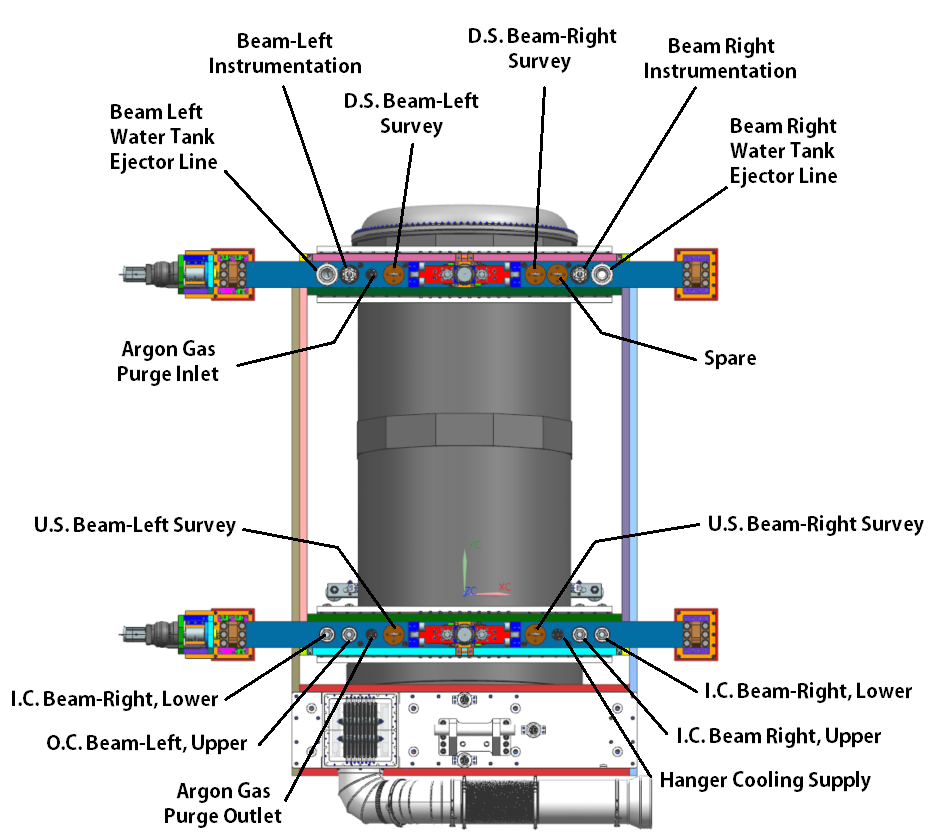 Beam-Left
Instrumentation
D.S. Beam-Right
Survey
Beam Right
Instrumentation
D.S. Beam-Left
Survey
Beam Left
Water Tank
Ejector Line
Beam Right
Water Tank
Ejector Line
Argon Gas
Purge Inlet
Spare
U.S. Beam-Left Survey
U.S. Beam-Right Survey
XC
ZC
I.C. Beam-Right, Lower
I.C. Beam-Right, Lower
O.C. Beam-Left, Upper
I.C. Beam Right, Upper
Hanger Cooling Supply
Argon Gas
Purge Outlet